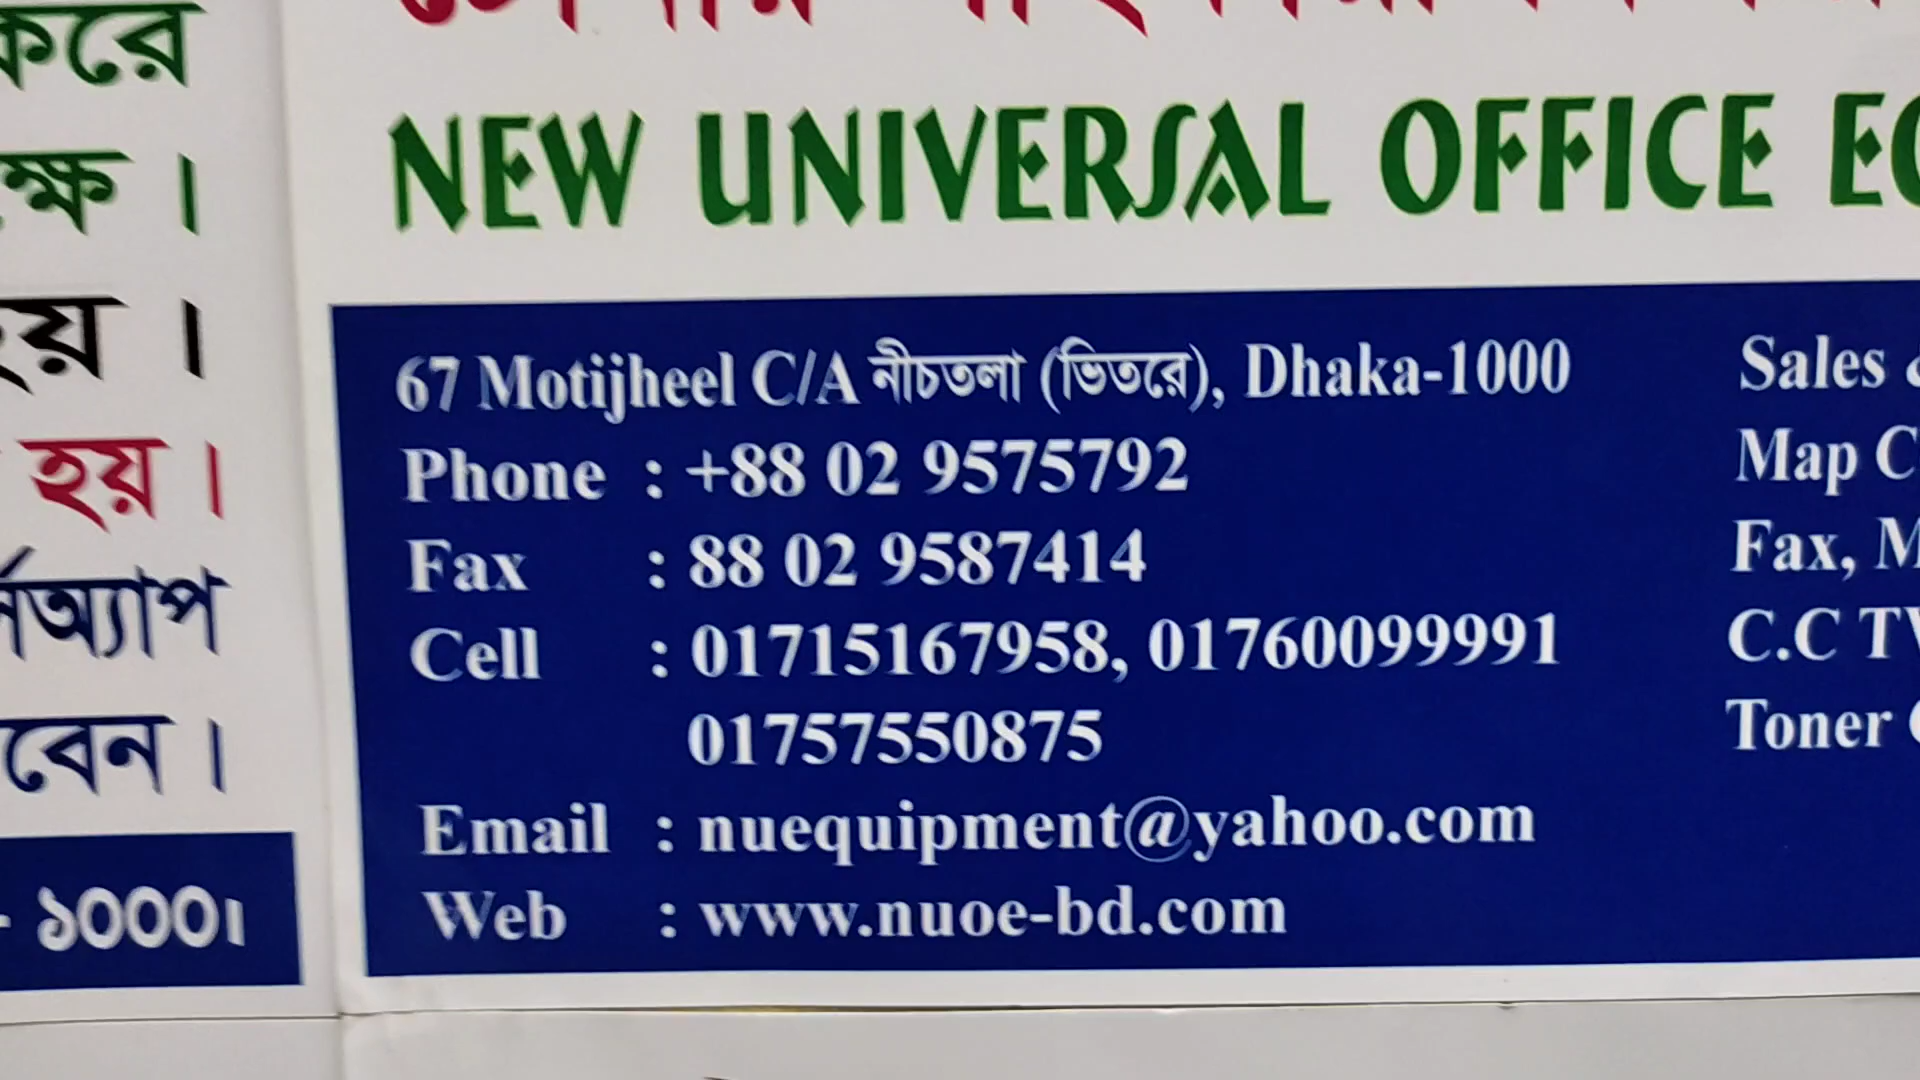 করে
ক্ষ ।
হয় ।
হয় ।
বেন ।
- ১০০০।
NEW UNIVERSAL OFFICE
67 Motijheel C/A নীচতলা (ভিতরে), Dhaka-1000
Phone : +88 02 9575792
Fax : 88 02 9587414
Cell : 01715167958, 01760099991
01757550875
Email : nuequipment@yahoo.com
Web : www.nuoe-bd.com
Sales
Map C
Fax, M
C.C TV
Toner